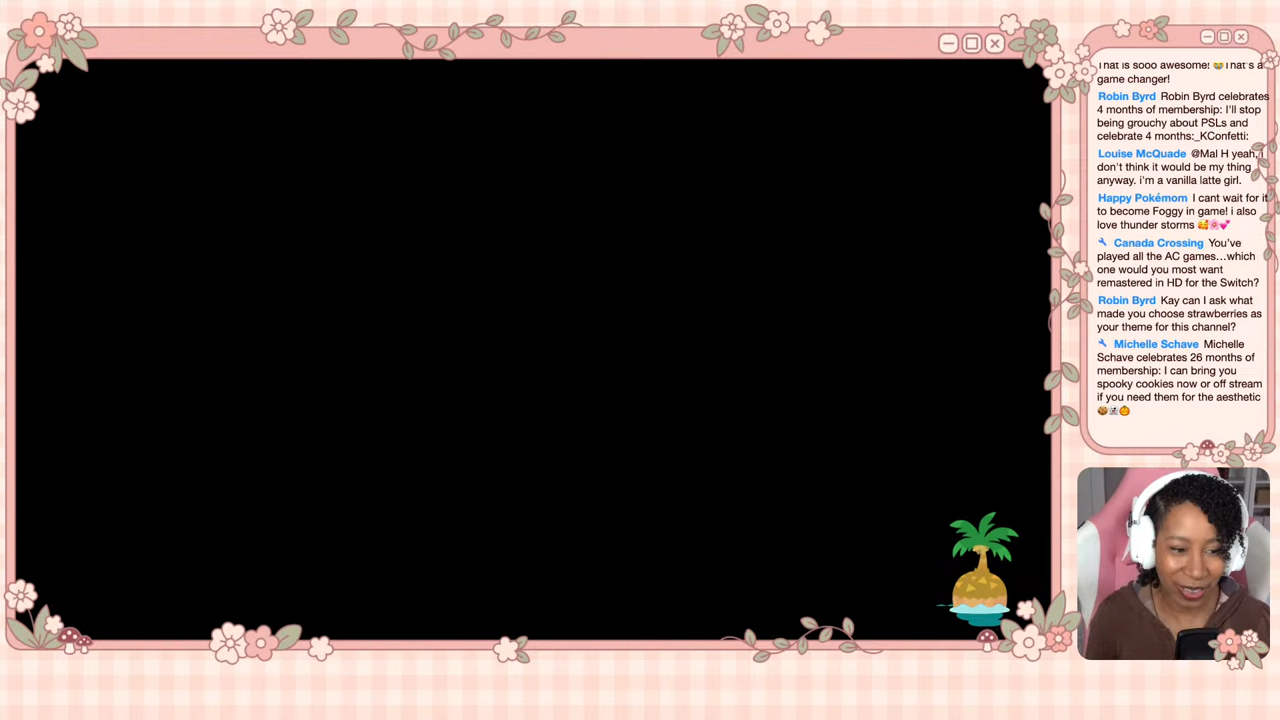 That is sooo awesome! 😭 That's a
game changer!
Robin Byrd Robin Byrd celebrates
4 months of membership: I'll stop
being grouchy about PSLs and
celebrate 4 months:_KConfetti:
Louise McQuade @Mal H yeah, i
don't think it would be my thing
anyway. i'm a vanilla latte girl.
Happy Pokémom I cant wait for it
to become Foggy in game! i also
love thunder storms 🥰🌸💕
Canada Crossing You've
played all the AC games…which
one would you most want
remastered in HD for the Switch?
Robin Byrd Kay can I ask what
made you choose strawberries as
your theme for this channel?
Michelle Schave Michelle
Schave celebrates 26 months of
membership: I can bring you
spooky cookies now or off stream
if you need them for the aesthetic
🍪☠️🎃